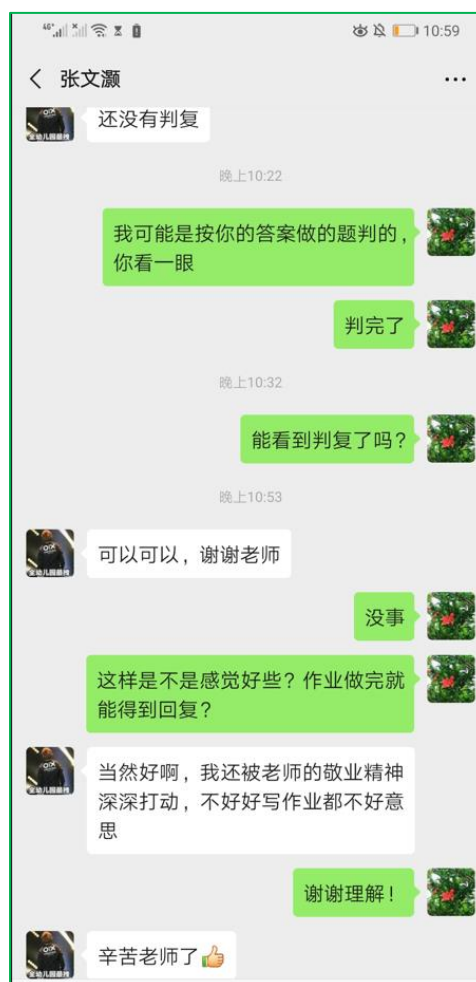 46+
10:59
张文灏
还没有判复
晚上10:22
我可能是按你的答案做的题判的，
你看一眼
判完了
晚上10:32
能看到判复了吗？
晚上10:53
可以可以，谢谢老师
没事
这样是不是感觉好些？作业做完就
能得到回复？
当然好啊，我还被老师的敬业精神
深深打动，不好好写作业都不好意
思
谢谢理解！
辛苦老师了